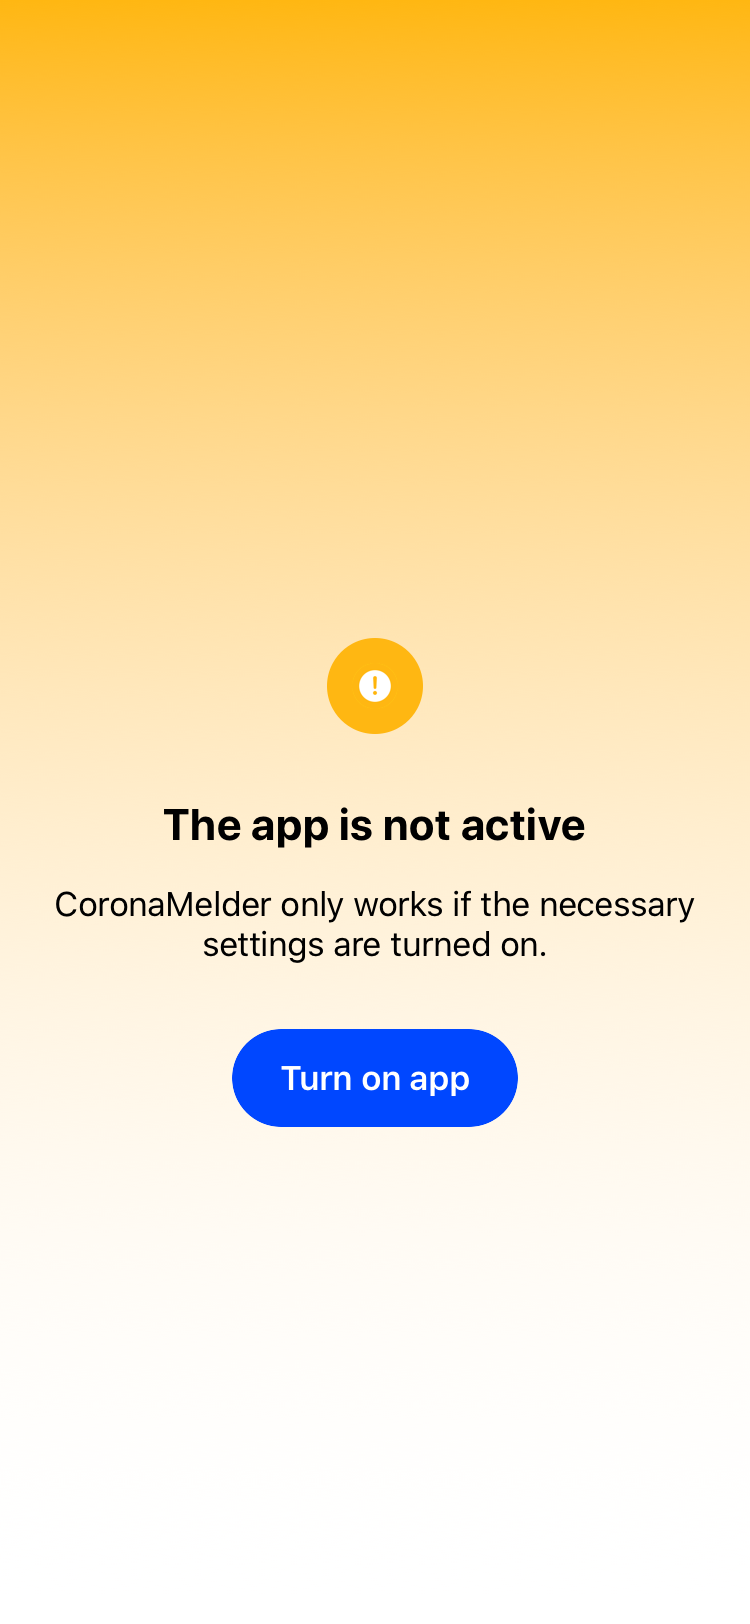 The app is not active
CoronaMelder only works if the necessary
settings are turned on.
Turn on app